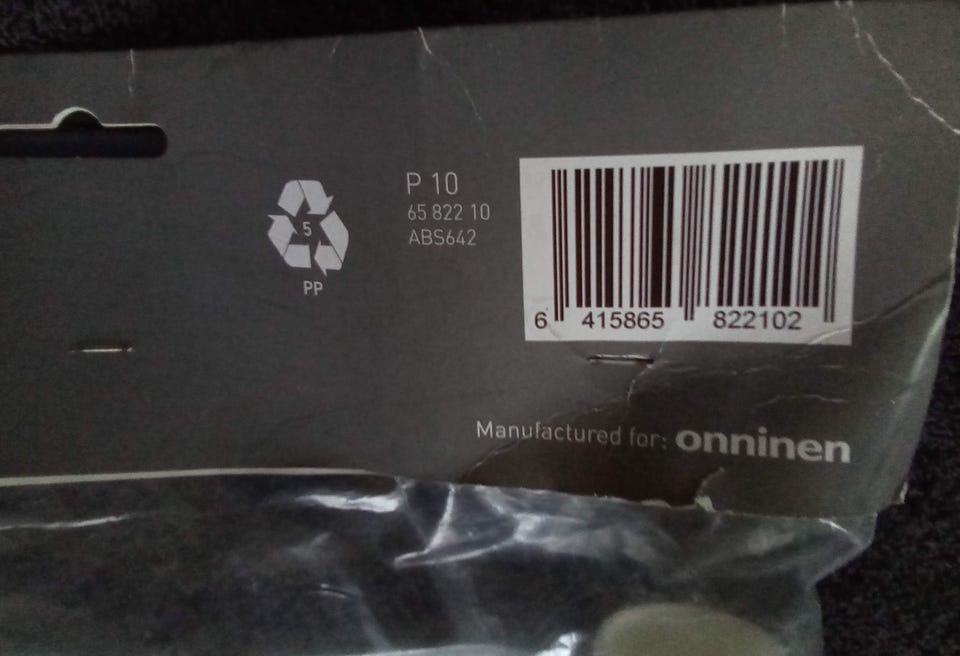 5
PP
P 10
65 822 10
ABS642
6 415865 822102
Manufactured for: onninen